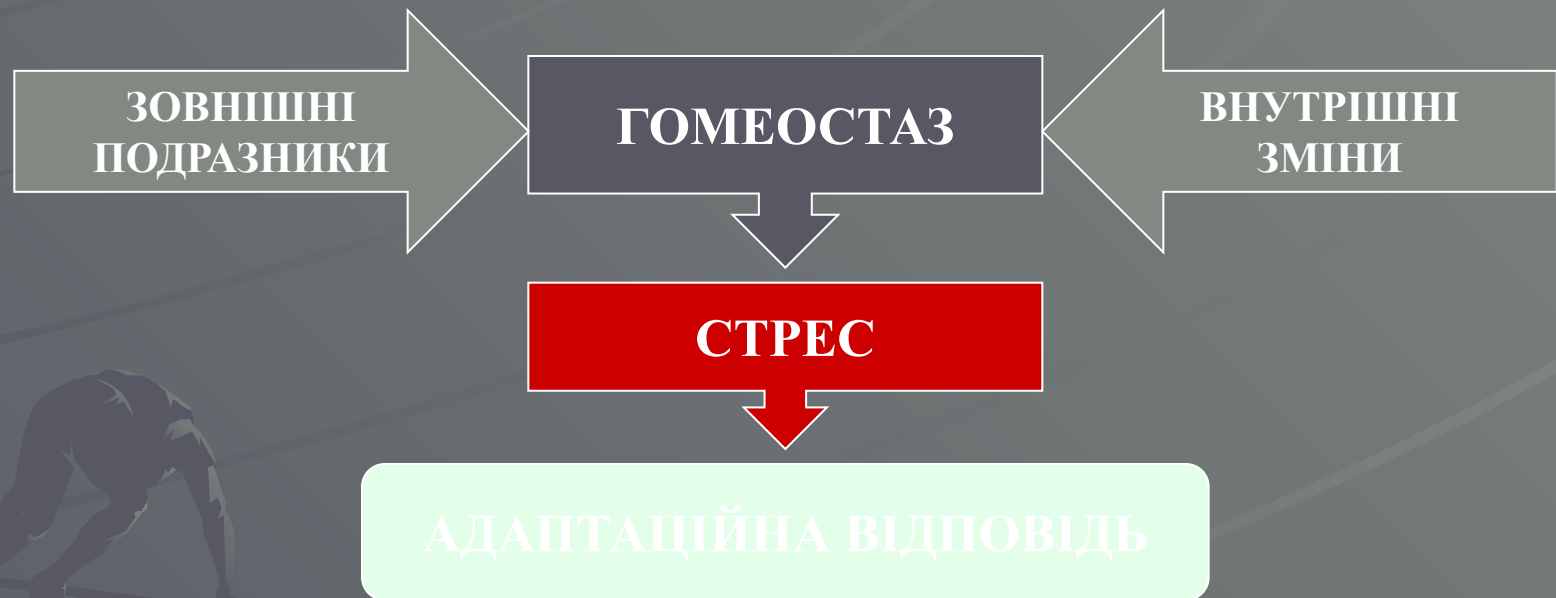 ЗОВНІШНІ
ПОДРАЗНИКИ
ГОМЕОСТАЗ
ВНУТРІШНІ
ЗМІНИ
СТРЕС
АДАПТАЦІЙНА ВІДПОВІДЬ